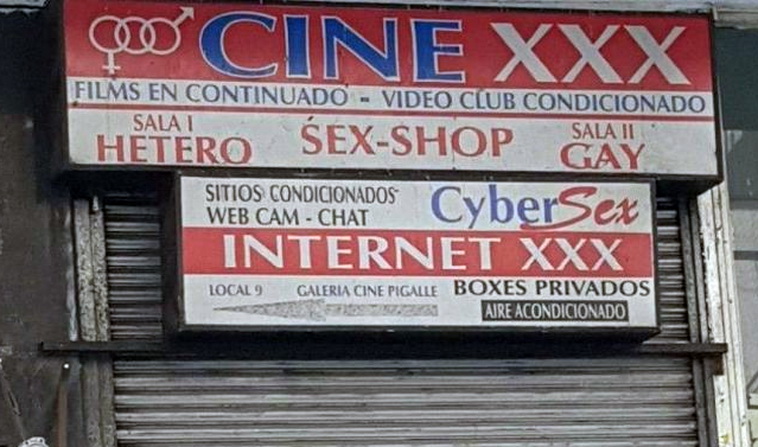 CINE XXX
FILMS EN CONTINUADO - VIDEO CLUB CONDICIONADO
SALA I
HETERO
SEX-SHOP
SALA II
GAY
SITIOS CONDICIONADOS
WEB CAM - CHAT
CyberSex
INTERNET XXX
LOCAL 9
GALERIA CINE PIGALLE
BOXES PRIVADOS
AIRE ACONDICIONADO